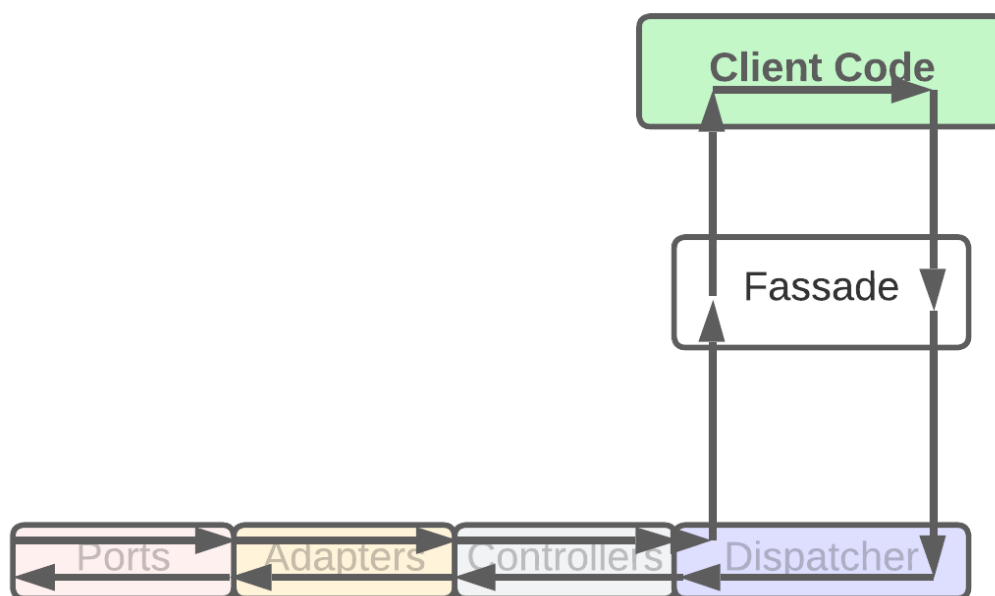 Client Code
Fassade
Ports
Adapters
Controllers
Dispatcher